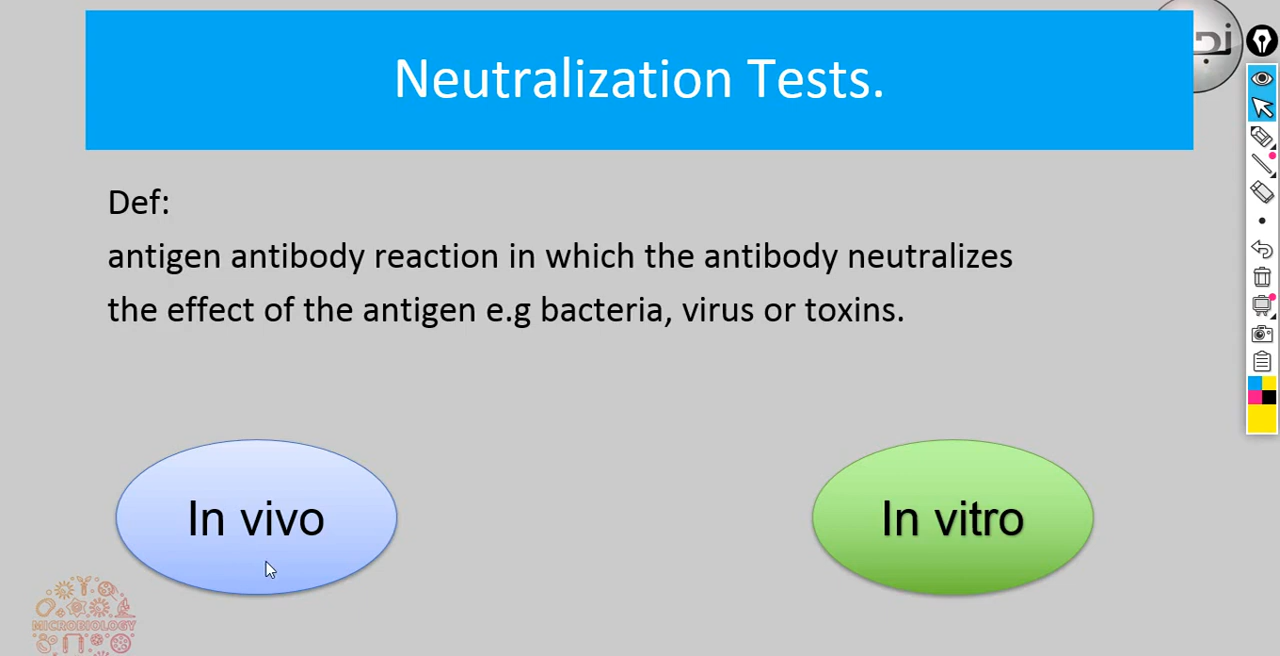 Neutralization Tests.
Def:
antigen antibody reaction in which the antibody neutralizes
the effect of the antigen e.g bacteria, virus or toxins.
In vivo
In vitro
MICROBIOLOGY